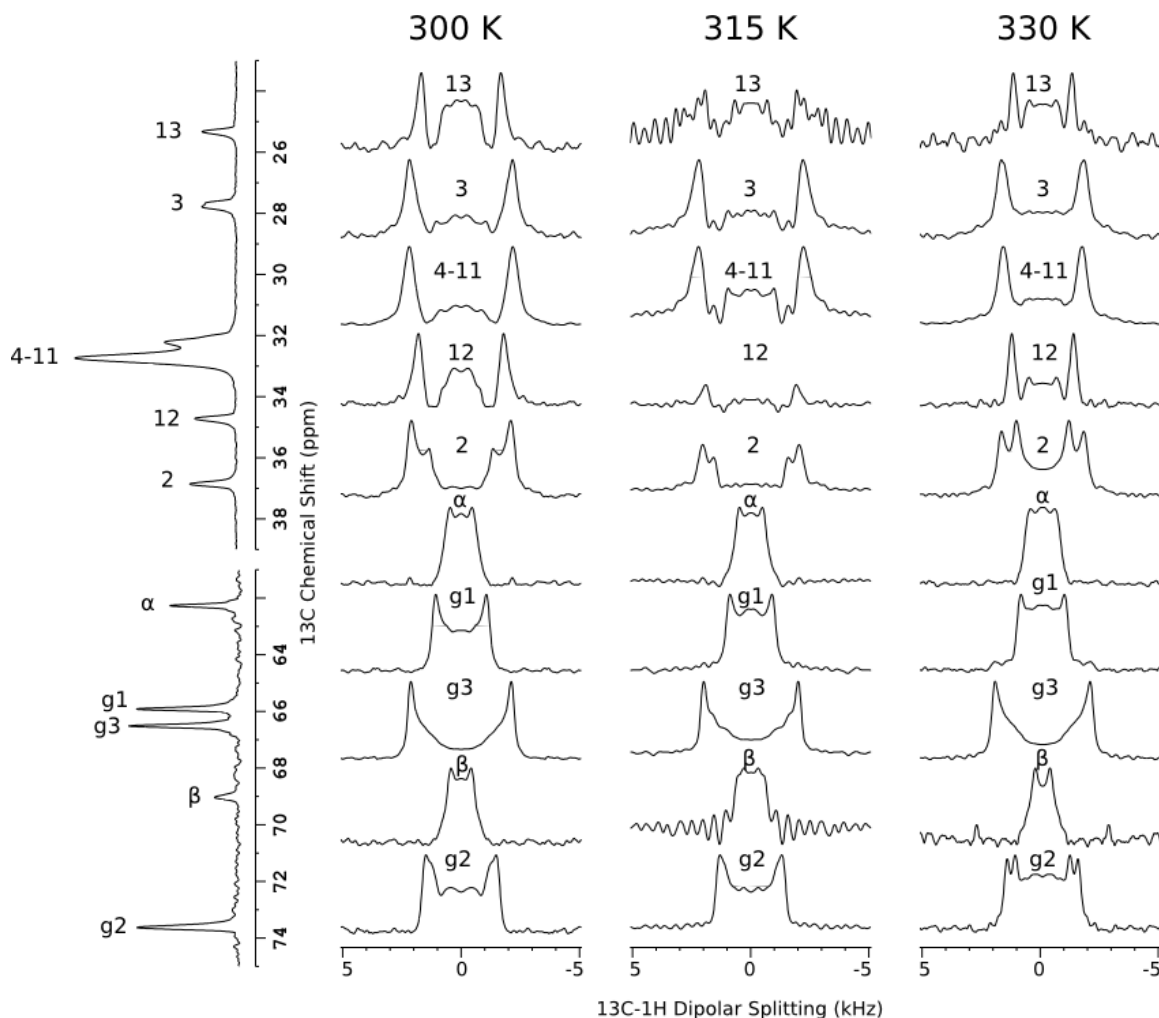 300 K 315 K 330 K
13 13 13 13
26
3 3 3 3
28
4-11 4-11 4-11
30
32
4-11
12 12 12
34
12
13C Chemical Shift (ppm)
36
2 2 2 2
38
α α α
α
g1 g1 g1
64
g1
66
g3 g3 g3
g3
68
β β β
β
70
g2 g2 g2
72
g2
74
5 0 -5 5 0 -5 5 0 -5
13C-1H Dipolar Splitting (kHz)